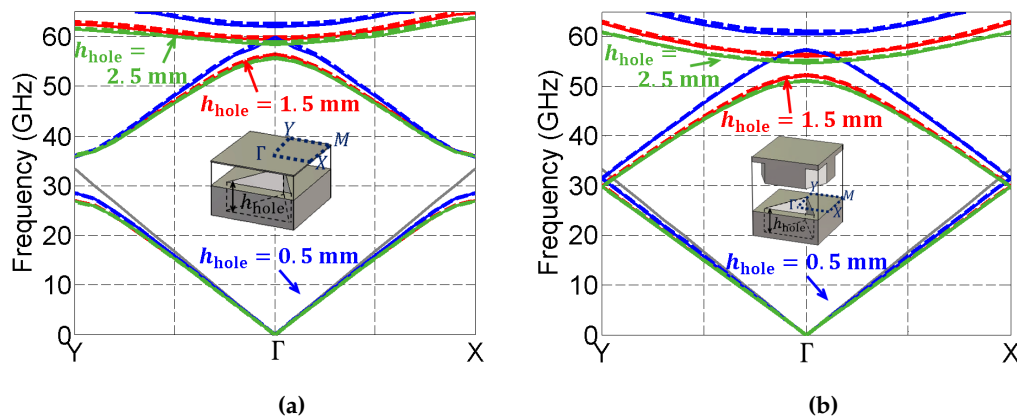 60
50
40
30
20
10
0
Frequency (GHz)
h_hole =
2.5 mm
h_hole = 1.5 mm
Y
M
Γ
X
h_hole
h_hole = 0.5 mm
Y
Γ
X
(a)
60
50
40
30
20
10
0
Frequency (GHz)
h_hole =
2.5 mm
h_hole = 1.5 mm
Y
M
Γ
X
h_hole
h_hole = 0.5 mm
Y
Γ
X
(b)